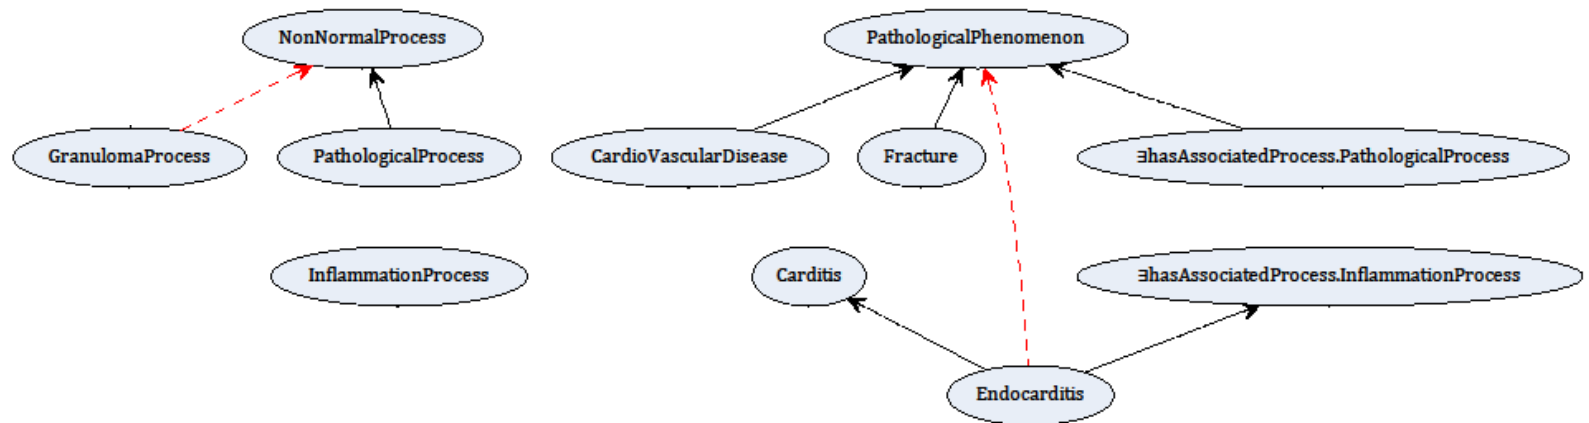 NonNormalProcess
PathologicalPhenomenon
GranulomaProcess
PathologicalProcess
CardioVascularDisease
Fracture
∃hasAssociatedProcess.PathologicalProcess
InflammationProcess
Carditis
∃hasAssociatedProcess.InflammationProcess
Endocarditis